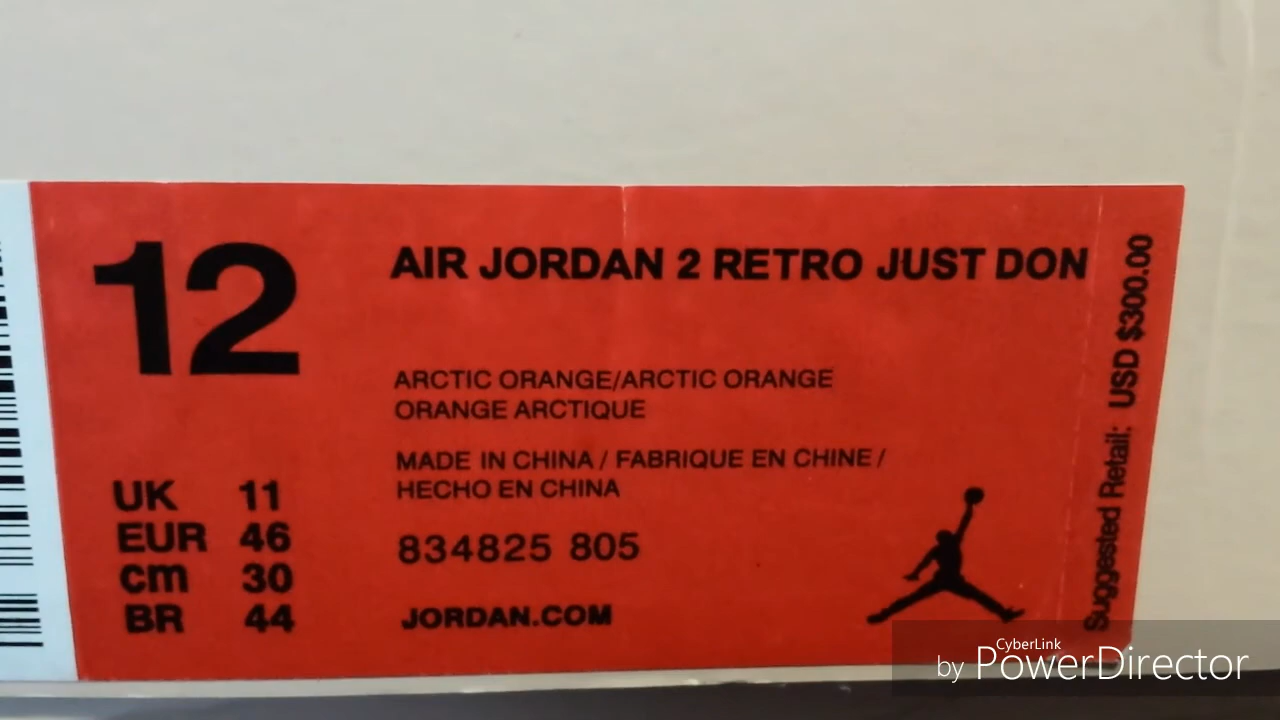 12
AIR JORDAN 2 RETRO JUST DON
ARCTIC ORANGE/ARCTIC ORANGE
ORANGE ARCTIQUE
MADE IN CHINA / FABRIQUE EN CHINE /
HECHO EN CHINA
UK 11
EUR 46
cm 30
BR 44
834825 805
JORDAN.COM
Suggested Retail: USD $300.00
by CyberLink PowerDirector